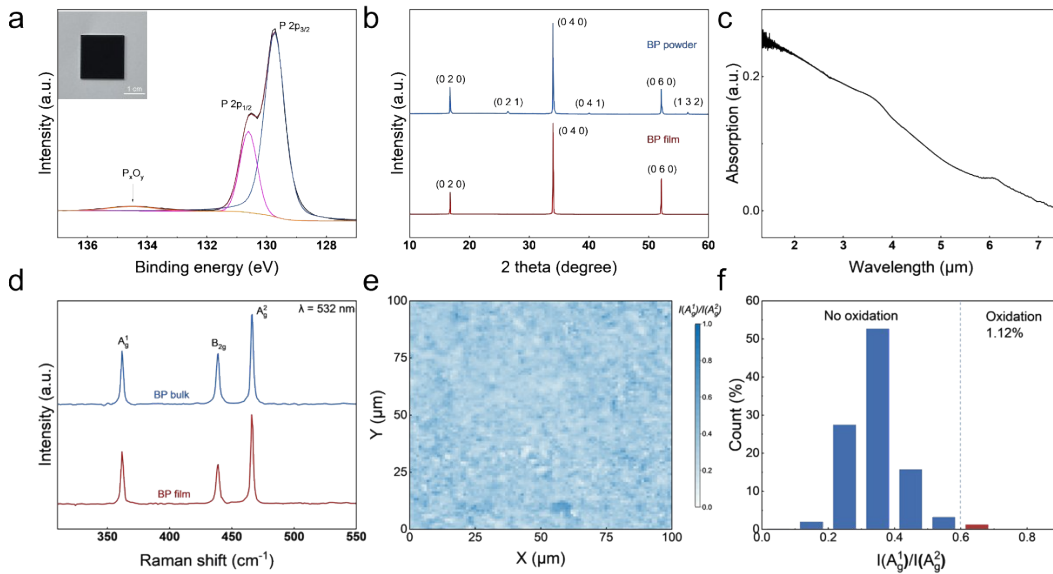 a
1 cm
P 2p3/2
P 2p1/2
PxOy
Intensity (a.u.)
136 134 132 130 128
Binding energy (eV)
b
(0 4 0)
BP powder
(0 2 0)
(0 6 0)
(0 2 1)
(0 4 1)
(1 3 2)
(0 4 0)
BP film
(0 2 0)
(0 6 0)
Intensity (a.u.)
10 20 30 40 50 60
2 theta (degree)
c
0.2
0.0
Absorption (a.u.)
2 3 4 5 6 7
Wavelength (µm)
d
λ = 532 nm
A²g
A¹g
B2g
BP bulk
BP film
Intensity (a.u.)
350 400 450 500 550
Raman shift (cm⁻¹)
e
I(A¹g)/I(A²g)
100
75
50
25
0
Y (µm)
0 25 50 75 100
X (µm)
1.0
0.8
0.6
0.4
0.2
0.0
f
No oxidation
Oxidation
1.12%
60
50
40
30
20
10
0
Count (%)
0.0 0.2 0.4 0.6 0.8
I(A¹g)/I(A²g)